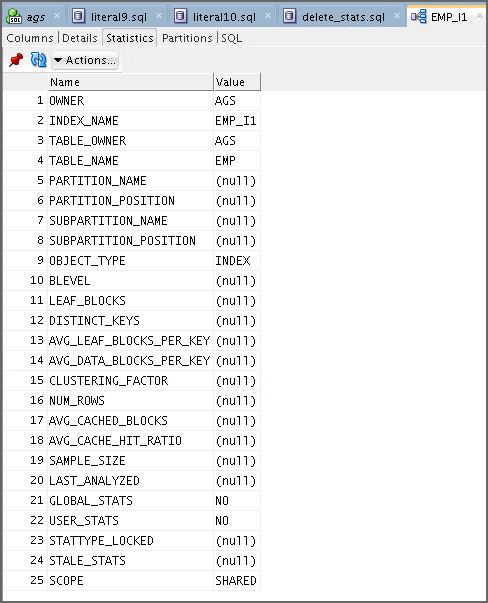 ags literal9.sql literal10.sql delete_stats.sql EMP_I1
Columns Details Statistics Partitions SQL
Actions...
Name Value
1 OWNER AGS
2 INDEX_NAME EMP_I1
3 TABLE_OWNER AGS
4 TABLE_NAME EMP
5 PARTITION_NAME (null)
6 PARTITION_POSITION (null)
7 SUBPARTITION_NAME (null)
8 SUBPARTITION_POSITION (null)
9 OBJECT_TYPE INDEX
10 BLEVEL (null)
11 LEAF_BLOCKS (null)
12 DISTINCT_KEYS (null)
13 AVG_LEAF_BLOCKS_PER_KEY (null)
14 AVG_DATA_BLOCKS_PER_KEY (null)
15 CLUSTERING_FACTOR (null)
16 NUM_ROWS (null)
17 AVG_CACHED_BLOCKS (null)
18 AVG_CACHE_HIT_RATIO (null)
19 SAMPLE_SIZE (null)
20 LAST_ANALYZED (null)
21 GLOBAL_STATS NO
22 USER_STATS NO
23 STATTYPE_LOCKED (null)
24 STALE_STATS (null)
25 SCOPE SHARED